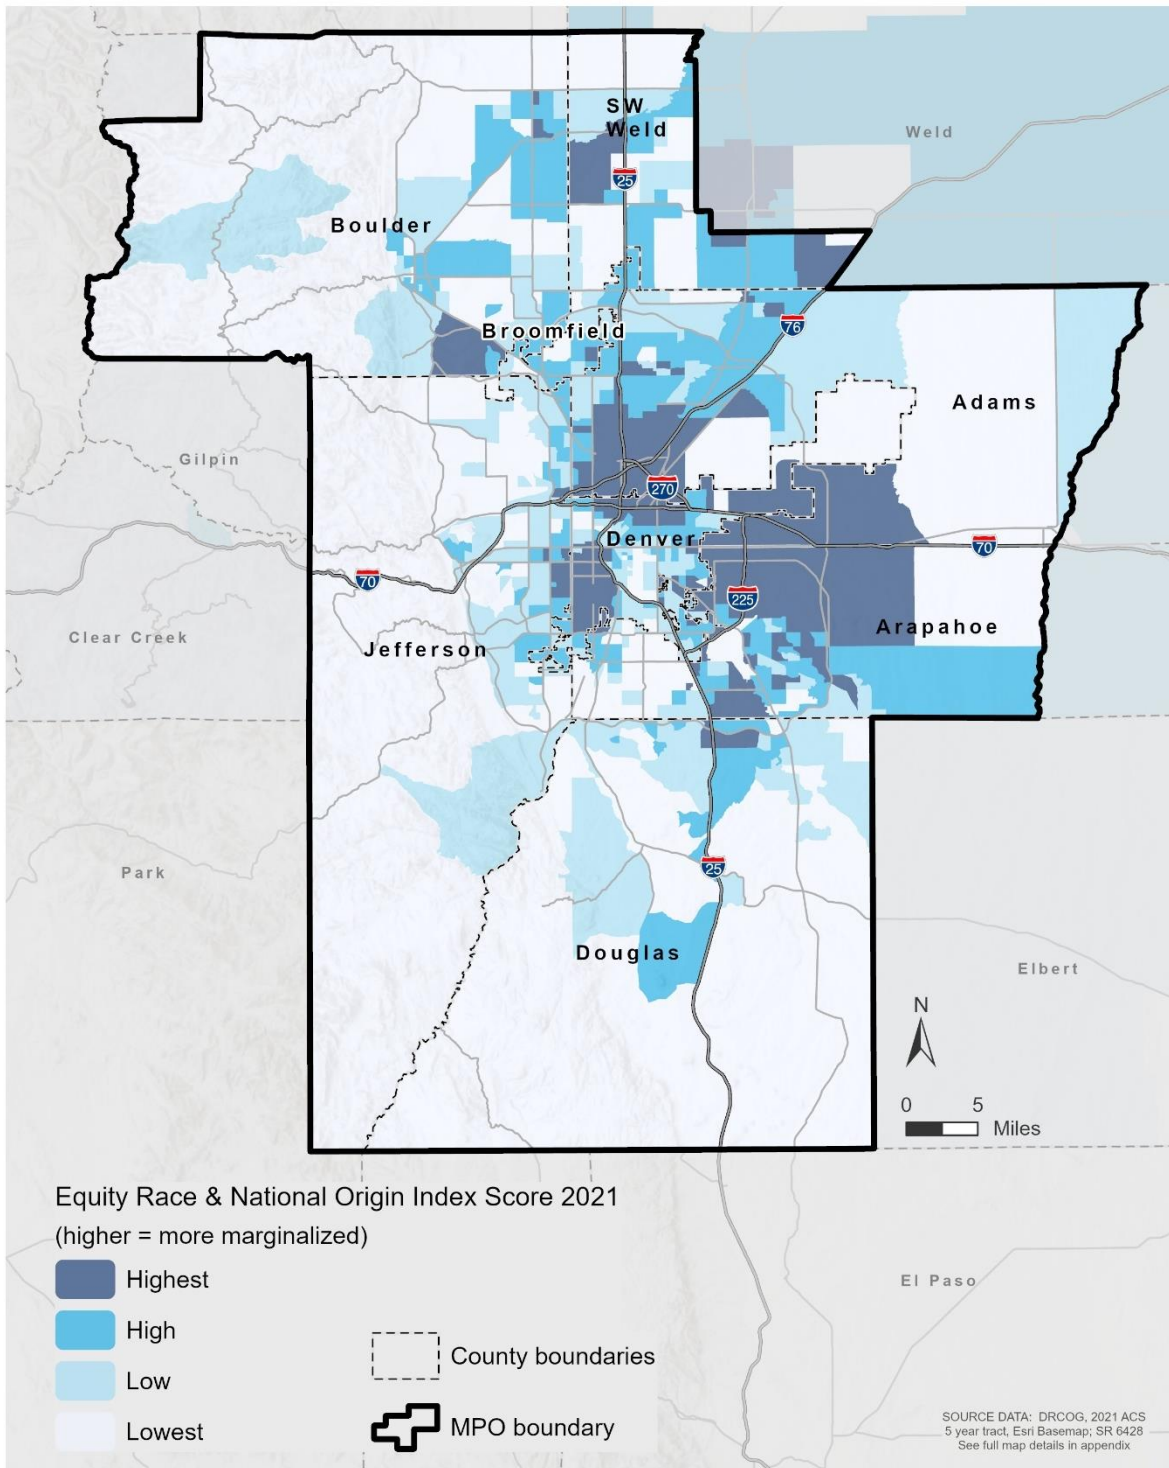 SW
Weld
Weld
25
Boulder
Broomfield
76
Adams
Gilpin
270
Denver
70
70
225
Clear Creek
Jefferson
Arapahoe
Park
25
Douglas
Elbert
N
0 5
Miles
Equity Race & National Origin Index Score 2021
(higher = more marginalized)
Highest
High
Low
Lowest
County boundaries
MPO boundary
El Paso
SOURCE DATA: DRCOG, 2021 ACS
5 year tract, Esri Basemap; SR 6428
See full map details in appendix